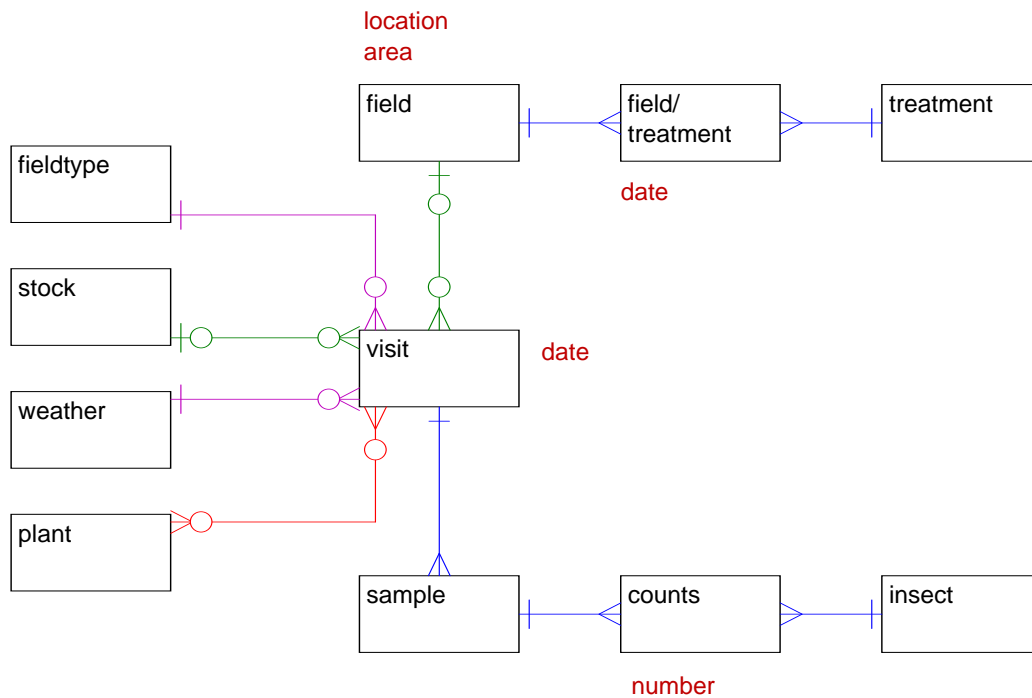 location
area
field
field/
treatment
treatment
fieldtype
date
stock
visit
date
weather
plant
sample
counts
insect
number